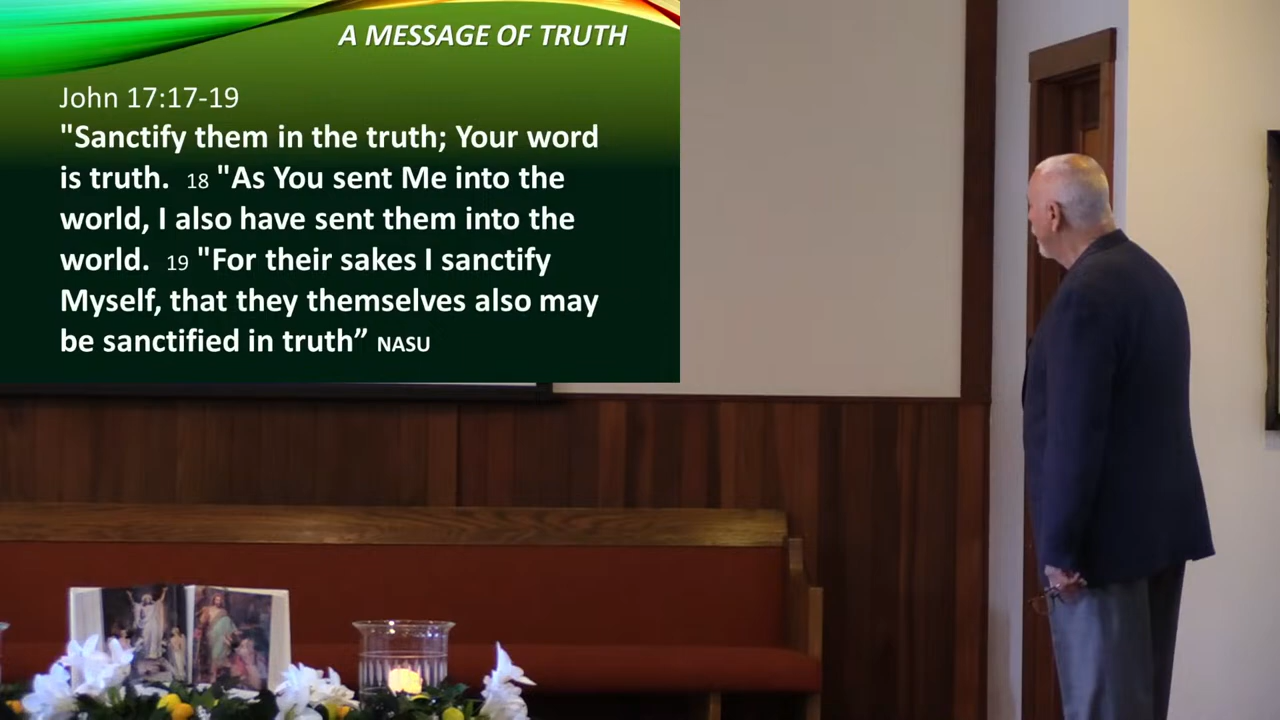 A MESSAGE OF TRUTH
John 17:17-19
"Sanctify them in the truth; Your word
is truth. 18 "As You sent Me into the
world, I also have sent them into the
world. 19 "For their sakes I sanctify
Myself, that they themselves also may
be sanctified in truth” NASU